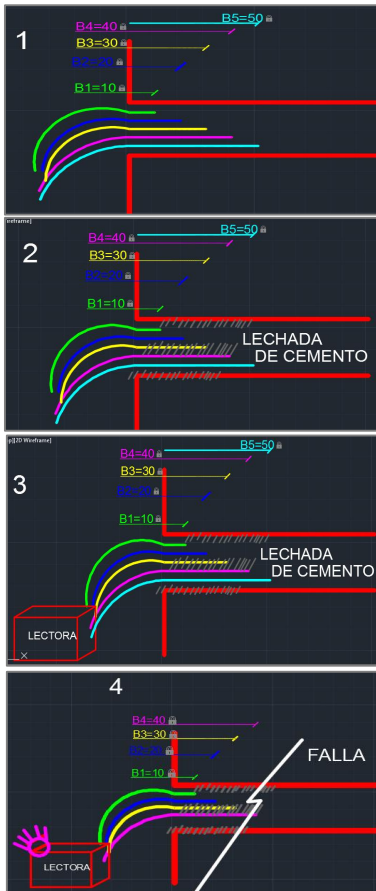 1
B5=50
B4=40
B3=30
B2=20
B1=10
2
B5=50
B4=40
B3=30
B2=20
B1=10
LECHADA
DE CEMENTO
3
B5=50
B4=40
B3=30
B2=20
B1=10
LECHADA
DE CEMENTO
LECTORA
X
4
B4=40
B3=30
B2=20
B1=10
FALLA
LECTORA